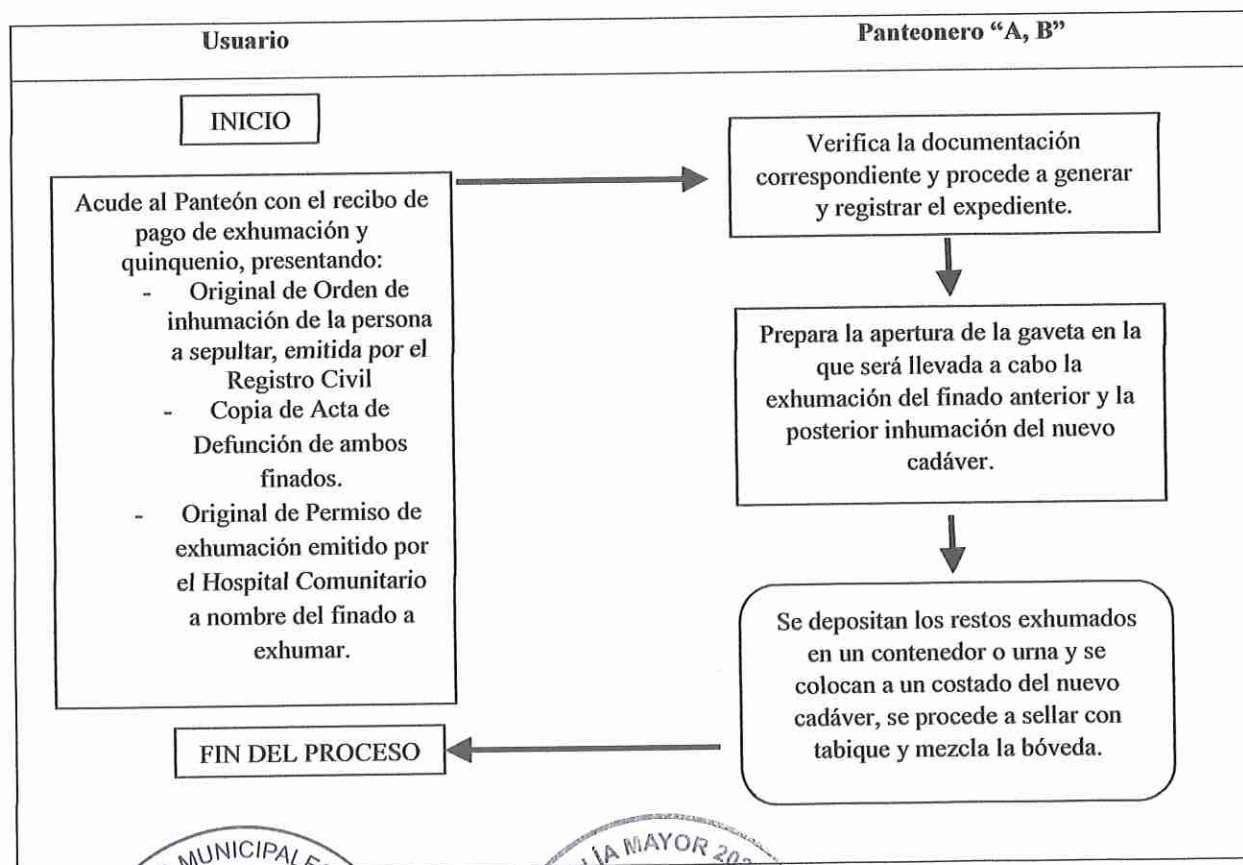 Usuario
Panteonero “A, B”
INICIO
Acude al Panteón con el recibo de
pago de exhumación y
quinquenio, presentando:
- Original de Orden de
inhumación de la persona
a sepultar, emitida por el
Registro Civil
- Copia de Acta de
Defunción de ambos
finados.
- Original de Permiso de
exhumación emitido por
el Hospital Comunitario
a nombre del finado a
exhumar.
Verifica la documentación
correspondiente y procede a generar
y registrar el expediente.
Prepara la apertura de la gaveta en la
que será llevada a cabo la
exhumación del finado anterior y la
posterior inhumación del nuevo
cadáver.
Se depositan los restos exhumados
en un contenedor o urna y se
colocan a un costado del nuevo
cadáver, se procede a sellar con
tabique y mezcla la bóveda.
FIN DEL PROCESO
MUNICIPALES
MAYOR